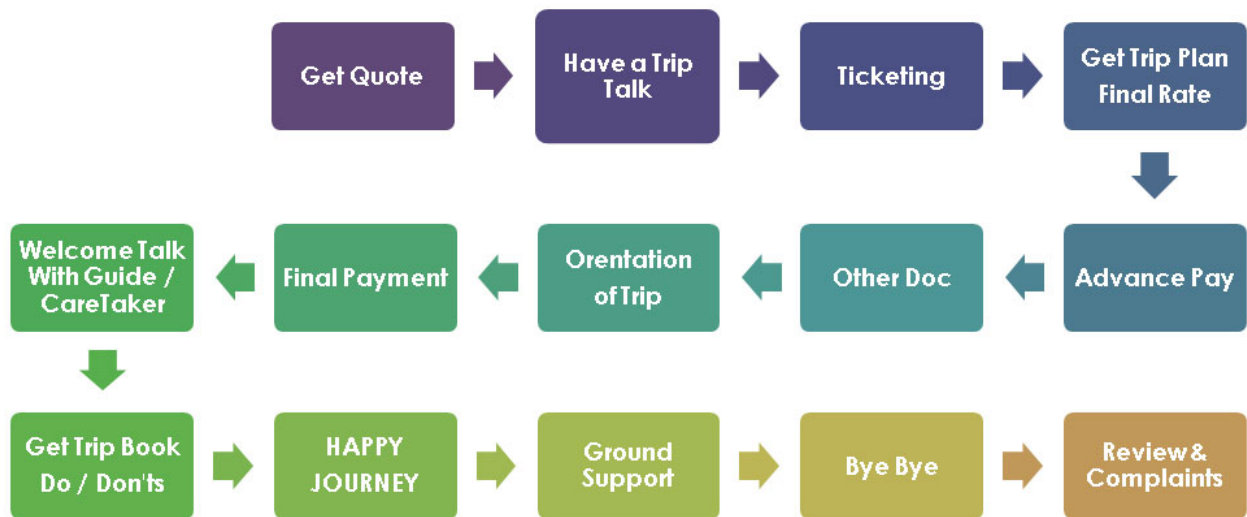 Get Quote
Have a Trip
Talk
Ticketing
Get Trip Plan
Final Rate
Advance Pay
Other Doc
Orentation
of Trip
Final Payment
Welcome Talk
With Guide /
CareTaker
Get Trip Book
Do / Don'ts
HAPPY
JOURNEY
Ground
Support
Bye Bye
Review &
Complaints